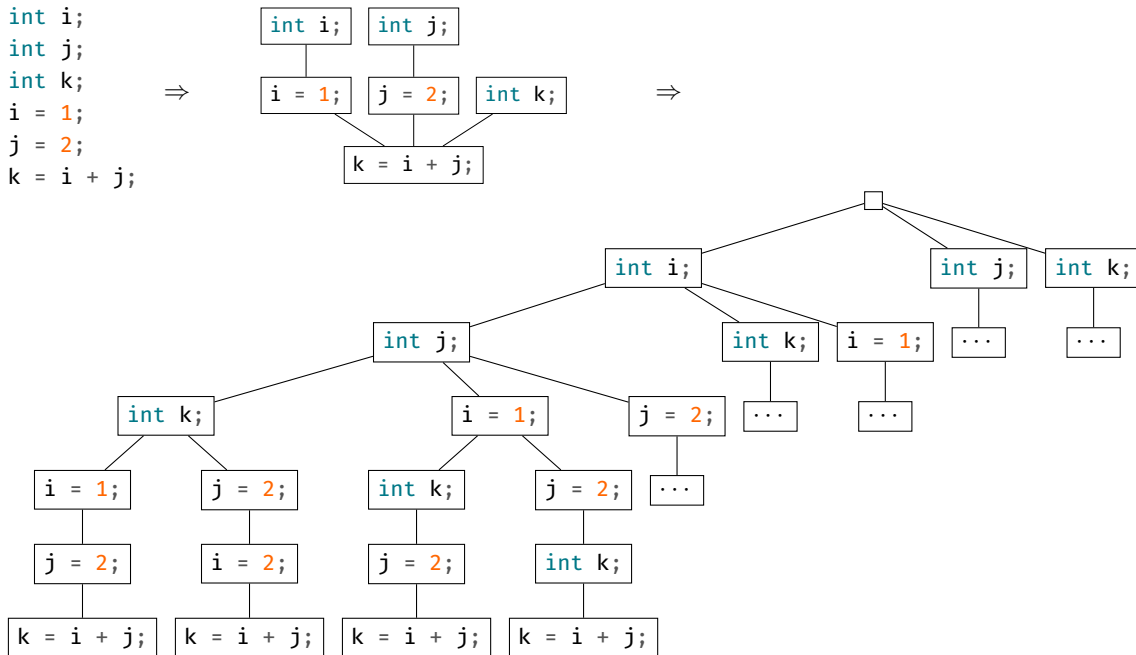 int i;
int j;
int k;
i = 1;
j = 2;
k = i + j;
⇒
int i; int j;
i = 1; j = 2; int k;
k = i + j;
⇒
int i; int j; int k;
int j; int k; i = 1; ... ...
int k; i = 1; j = 2; ... ...
i = 1; j = 2; int k; j = 2; ...
j = 2; i = 2; j = 2; int k;
k = i + j; k = i + j; k = i + j; k = i + j;